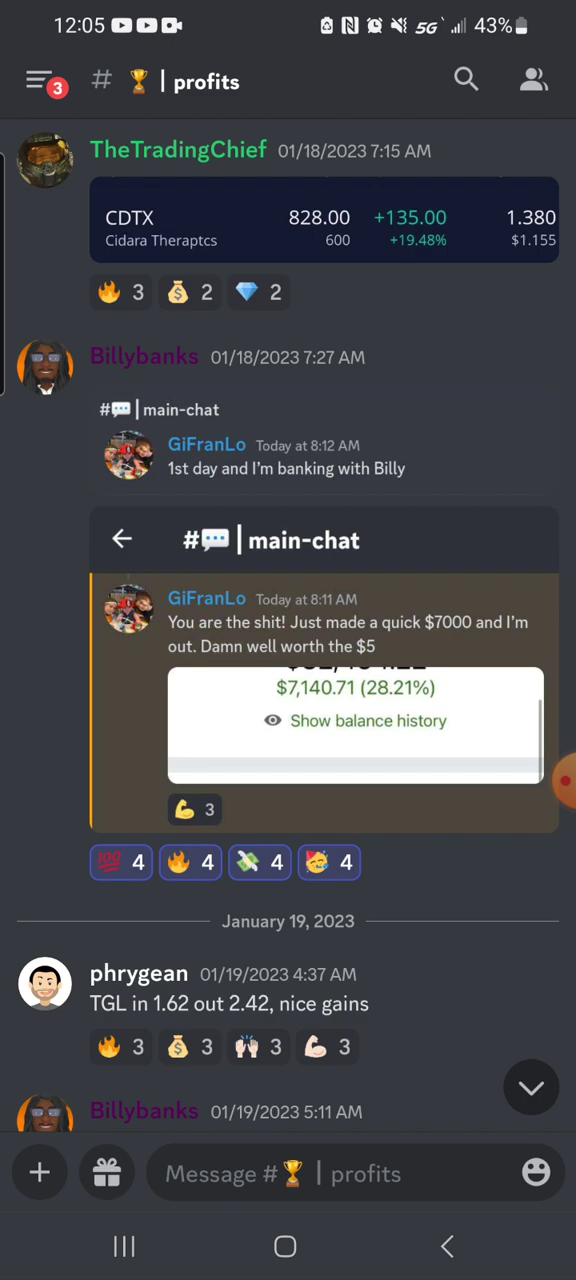 12:05 5G 43%
3 # 🏆 | profits
TheTradingChief 01/18/2023 7:15 AM
CDTX 828.00 +135.00 1.380
Cidara Theraptcs 600 +19.48% $1.155
🔥 3 💰 2 💎 2
Billybanks 01/18/2023 7:27 AM
#💬 | main-chat
GiFranLo Today at 8:12 AM
1st day and I'm banking with Billy
#💬 | main-chat
GiFranLo Today at 8:11 AM
You are the shit! Just made a quick $7000 and I'm
out. Damn well worth the $5
$7,140.71 (28.21%)
Show balance history
💪 3
💯 4 🔥 4 💸 4 🥳 4
January 19, 2023
phrygean 01/19/2023 4:37 AM
TGL in 1.62 out 2.42, nice gains
🔥 3 💰 3 🙌🏻 3 💪🏻 3
Billybanks 01/19/2023 5:11 AM
Message #🏆 | profits